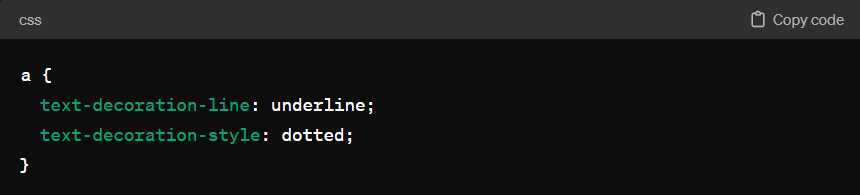 css Copy code
a {
  text-decoration-line: underline;
  text-decoration-style: dotted;
}